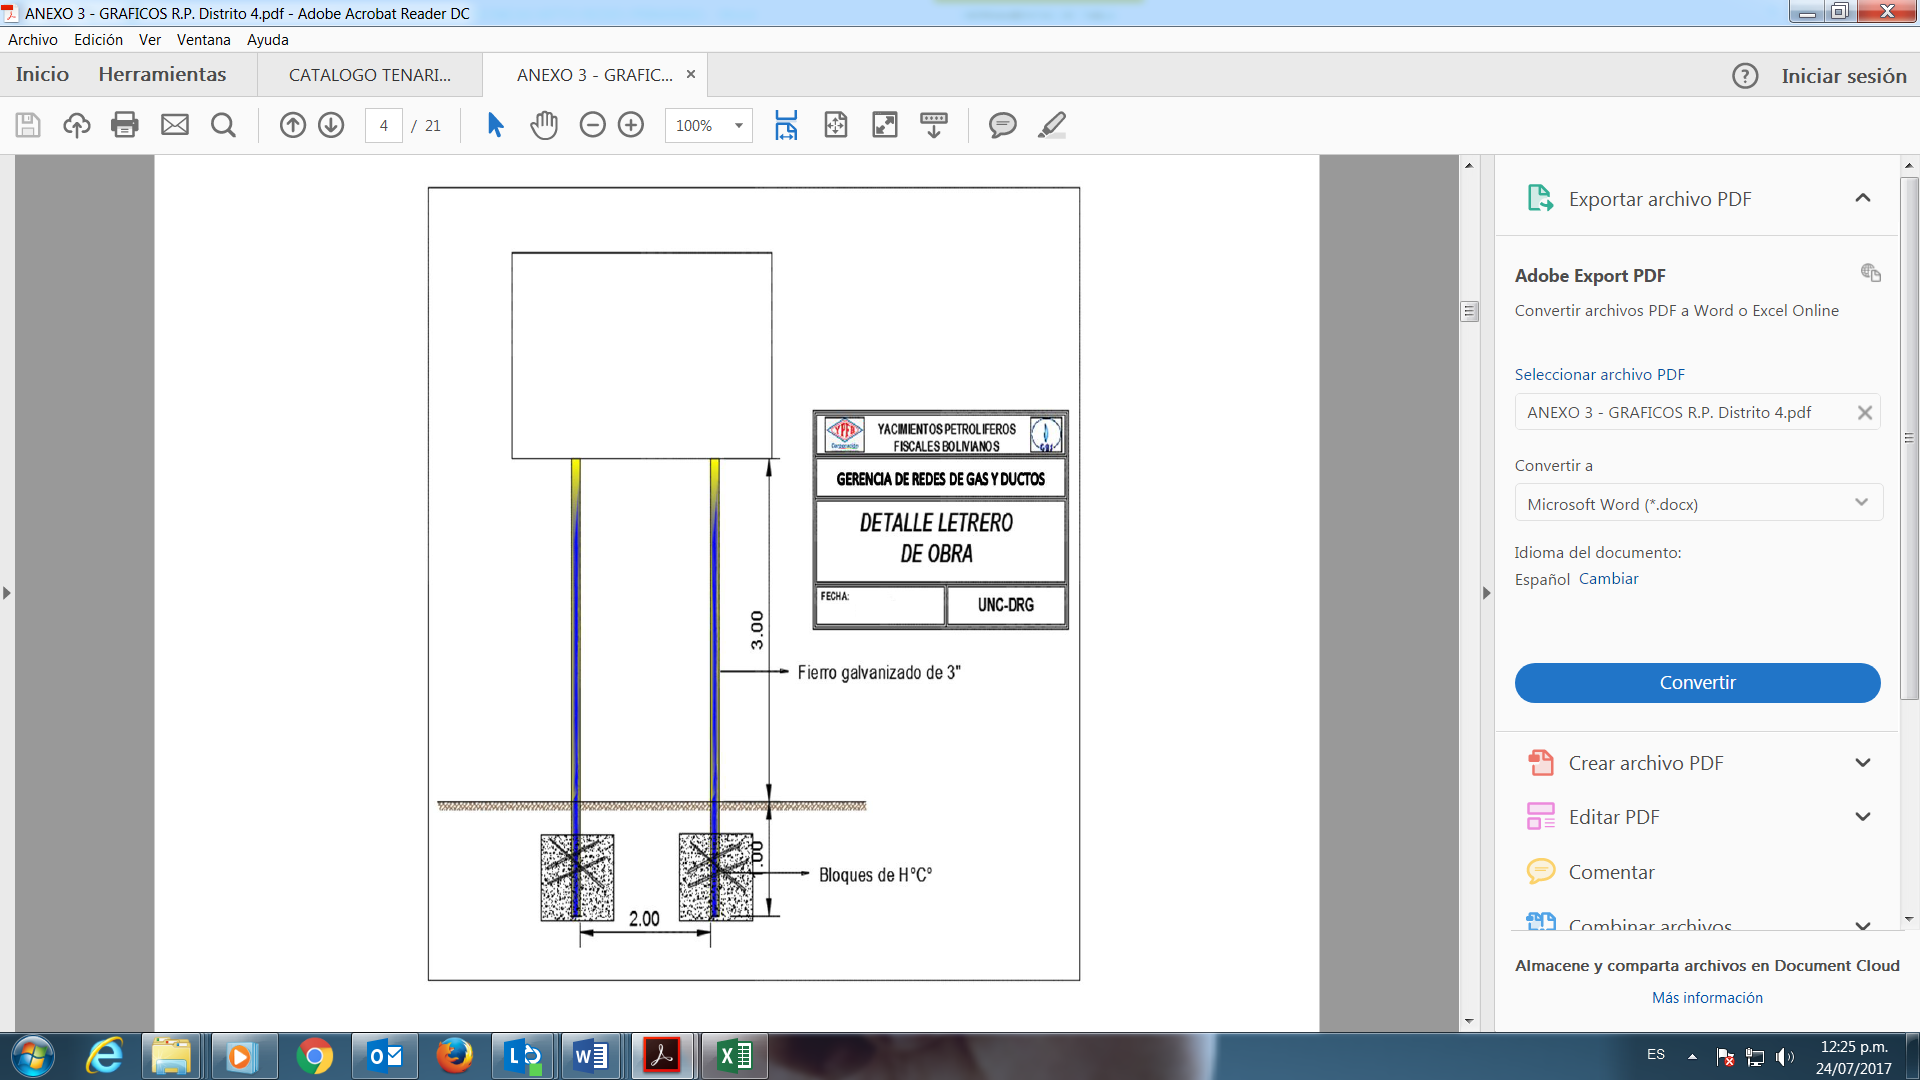 ANEXO 3 - GRAFICOS R.P. Distrito 4.pdf - Adobe Acrobat Reader DC
Archivo Edición Ver Ventana Ayuda
Inicio Herramientas CATALOGO TENARI... ANEXO 3 - GRAFIC... Iniciar sesión
4 / 21 100%
YPFB
Corporación
YACIMIENTOS PETROLIFEROS
FISCALES BOLIVIANOS
GAS
GERENCIA DE REDES DE GAS Y DUCTOS
DETALLE LETRERO
DE OBRA
FECHA: UNC-DRG
3.00
Fierro galvanizado de 3"
Bloques de H°C°
2.00
Exportar archivo PDF
Adobe Export PDF
Convertir archivos PDF a Word o Excel Online
Seleccionar archivo PDF
ANEXO 3 - GRAFICOS R.P. Distrito 4.pdf
Convertir a
Microsoft Word (*.docx)
Idioma del documento:
Español Cambiar
Convertir
Crear archivo PDF
Editar PDF
Comentar
Combinar archivos
Almacene y comparta archivos en Document Cloud
Más información
ES
12:25 p.m.
24/07/2017